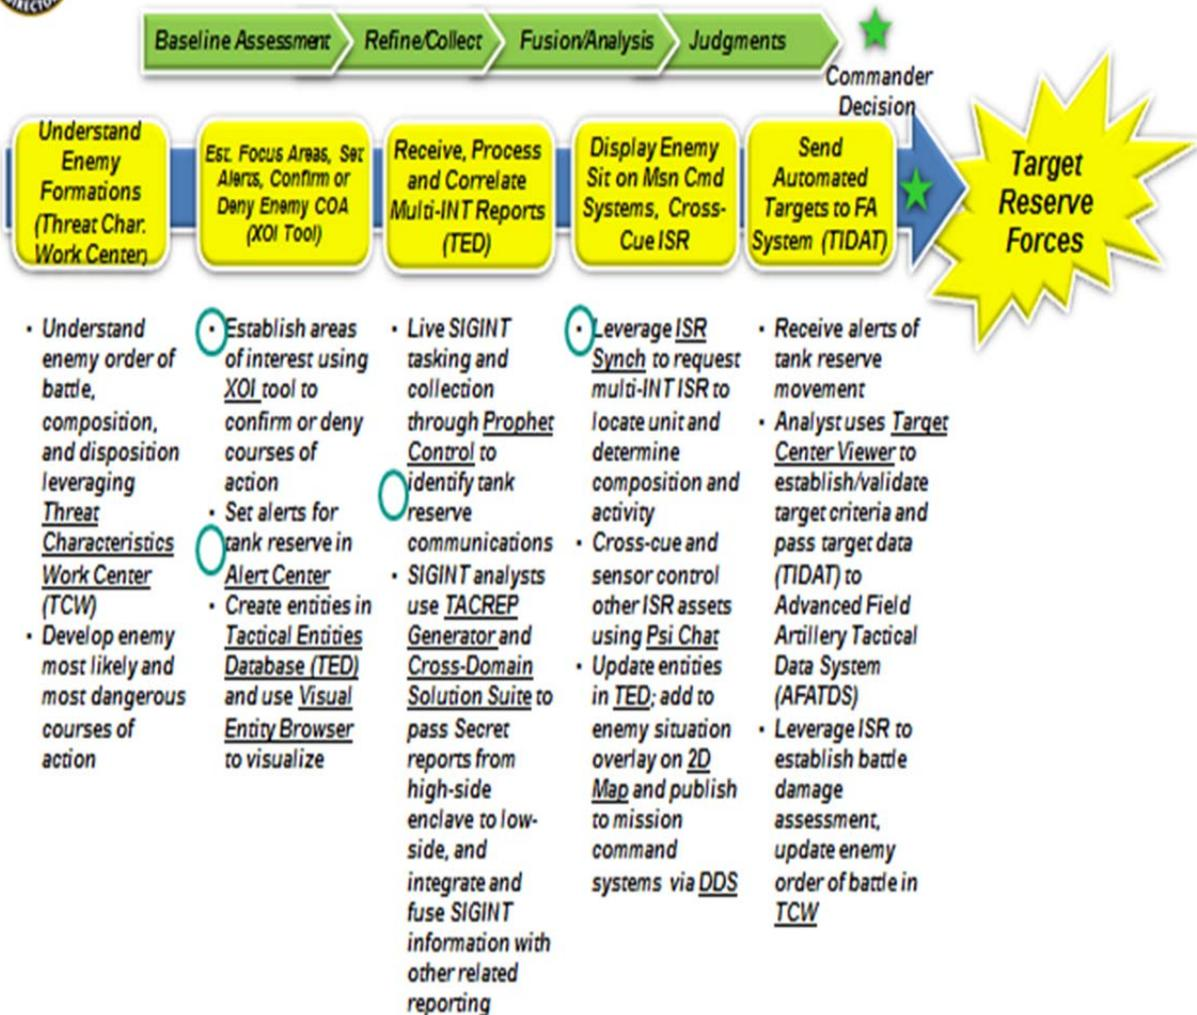 DIRECTOR
Baseline Assessment
Refine/Collect
Fusion/Analysis
Judgments
Commander
Decision
Understand
Enemy
Formations
(Threat Char.
Work Center)
Est. Focus Areas, Set
Alerts, Confirm or
Deny Enemy COA
(XOI Tool)
Receive, Process
and Correlate
Multi-INT Reports
(TED)
Display Enemy
Sit on Msn Cmd
Systems, Cross-
Cue ISR
Send
Automated
Targets to FA
System (TIDAT)
Target
Reserve
Forces
• Understand
enemy order of
battle,
composition,
and disposition
leveraging
Threat
Characteristics
Work Center
(TCW)
• Develop enemy
most likely and
most dangerous
courses of
action
• Establish areas
of interest using
XOI tool to
confirm or deny
courses of
action
• Set alerts for
tank reserve in
Alert Center
• Create entities in
Tactical Entities
Database (TED)
and use Visual
Entity Browser
to visualize
• Live SIGINT
tasking and
collection
through Prophet
Control to
identify tank
reserve
communications
• SIGINT analysts
use TACREP
Generator and
Cross-Domain
Solution Suite to
pass Secret
reports from
high-side
enclave to low-
side, and
integrate and
fuse SIGINT
information with
other related
reporting
• Leverage ISR
Synch to request
multi-INT ISR to
locate unit and
determine
composition and
activity
• Cross-cue and
sensor control
other ISR assets
using Psi Chat
• Update entities
in TED; add to
enemy situation
overlay on 2D
Map and publish
to mission
command
systems via DDS
• Receive alerts of
tank reserve
movement
• Analyst uses Target
Center Viewer to
establish/validate
target criteria and
pass target data
(TIDAT) to
Advanced Field
Artillery Tactical
Data System
(AFATDS)
• Leverage ISR to
establish battle
damage
assessment,
update enemy
order of battle in
TCW